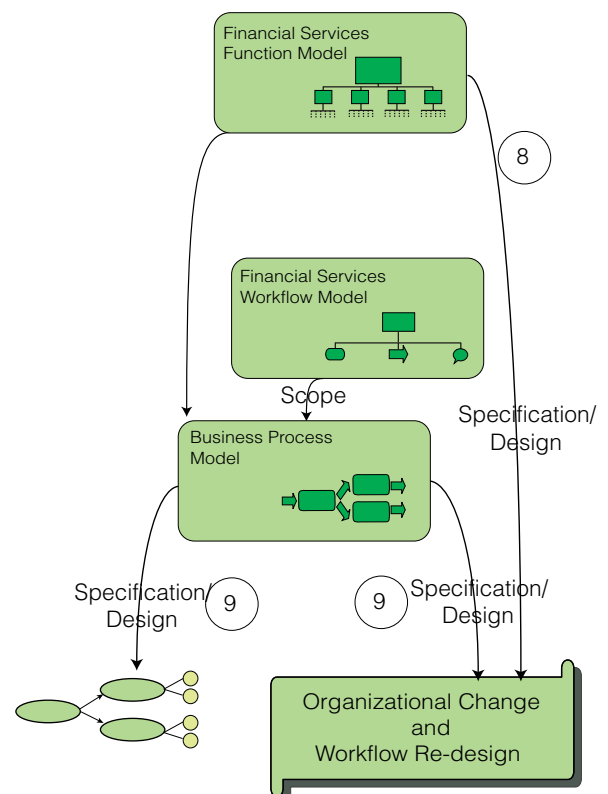 Financial Services
Function Model
8
Financial Services
Workflow Model
Scope
Specification/
Design
Business Process
Model
Specification/
Design
9
9
Specification/
Design
Organizational Change
and
Workflow Re-design